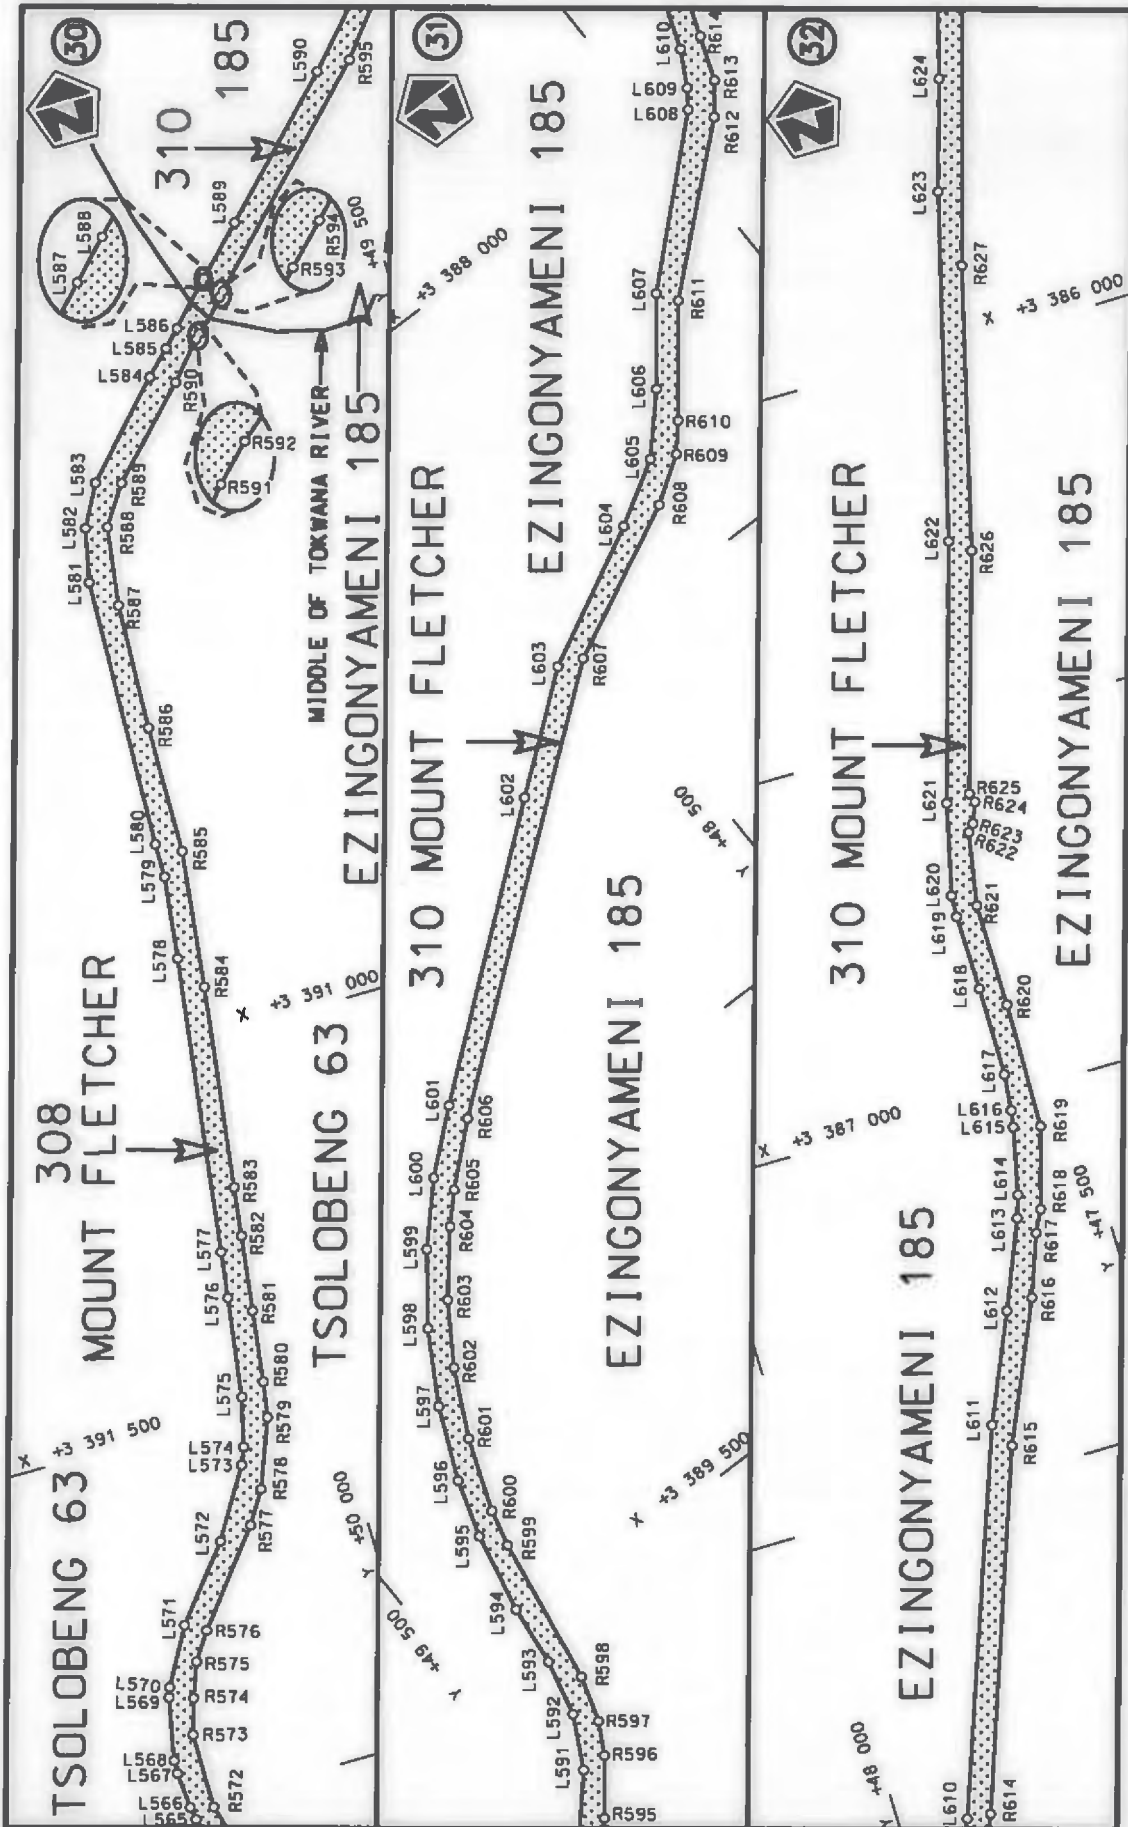 30
308
MOUNT FLETCHER
310
185
TSOLOBENG 63
TSOLOBENG 63
EZINGONYAMENI 185
MIDDLE OF TOKWANA RIVER
X +3 391 500
X +3 391 000
Y +50 000
Y +49 500
L565
L566
L567
L568
L569
L570
L571
L572
L573
L574
L575
L576
L577
L578
L579
L580
L581
L582
L583
L584
L585
L586
L587
L588
L589
L590
R572
R573
R574
R575
R576
R577
R578
R579
R580
R581
R582
R583
R584
R585
R586
R587
R588
R589
R590
R591
R592
R593
R594
R595
31
310 MOUNT FLETCHER
EZINGONYAMENI 185
EZINGONYAMENI 185
Y +49 500
X +3 389 500
X +3 388 000
Y +48 500
L591
L592
L593
L594
L595
L596
L597
L598
L599
L600
L601
L602
L603
L604
L605
L606
L607
L608
L609
L610
R595
R596
R597
R598
R599
R600
R601
R602
R603
R604
R605
R606
R607
R608
R609
R610
R611
R612
R613
R614
32
310 MOUNT FLETCHER
EZINGONYAMENI 185
EZINGONYAMENI 185
Y +48 000
X +3 387 000
Y +47 500
X +3 386 000
L610
L611
L612
L613
L614
L615
L616
L617
L618
L619
L620
L621
L622
L623
L624
R614
R615
R616
R617
R618
R619
R620
R621
R622
R623
R624
R625
R626
R627